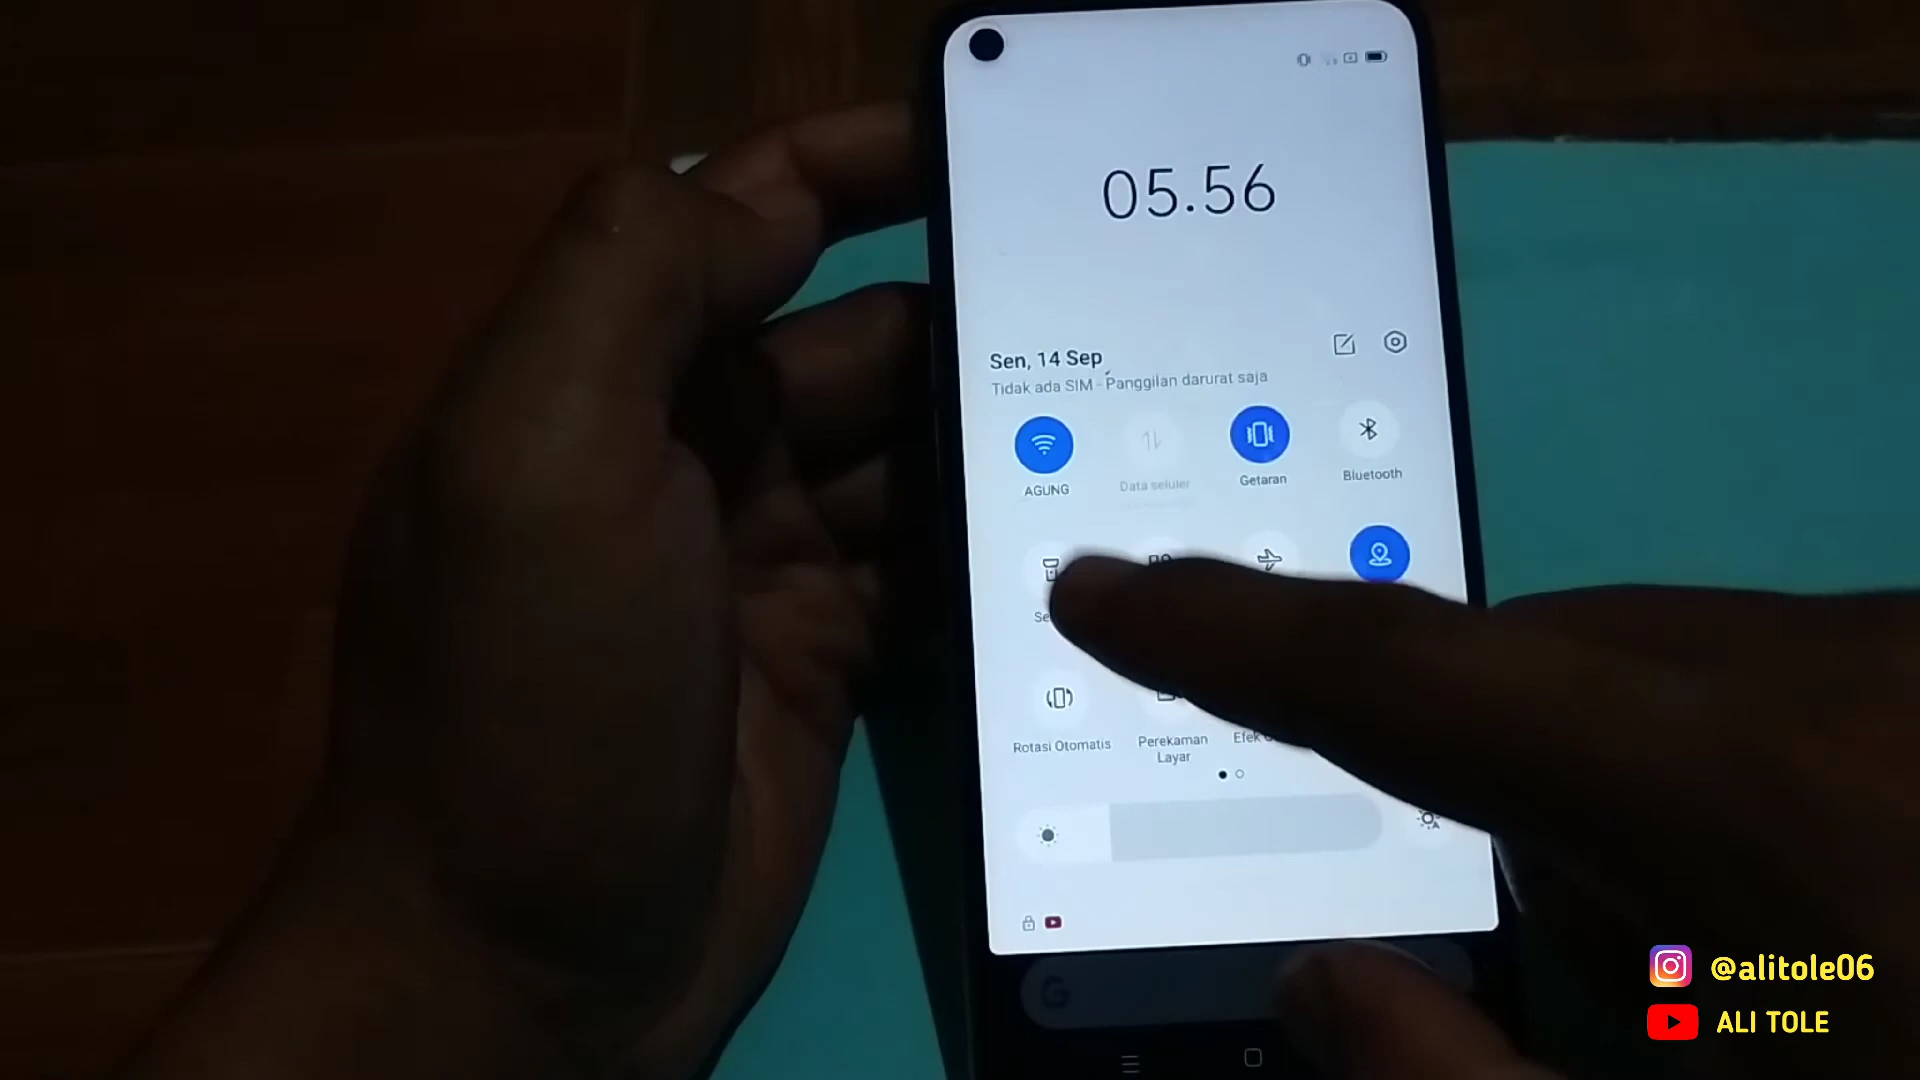 05.56
Sen, 14 Sep
Tidak ada SIM - Panggilan darurat saja
AGUNG
Data seluler
Getaran
Bluetooth
Rotasi Otomatis
Perekaman
Layar
Efek
@alitole06
ALI TOLE